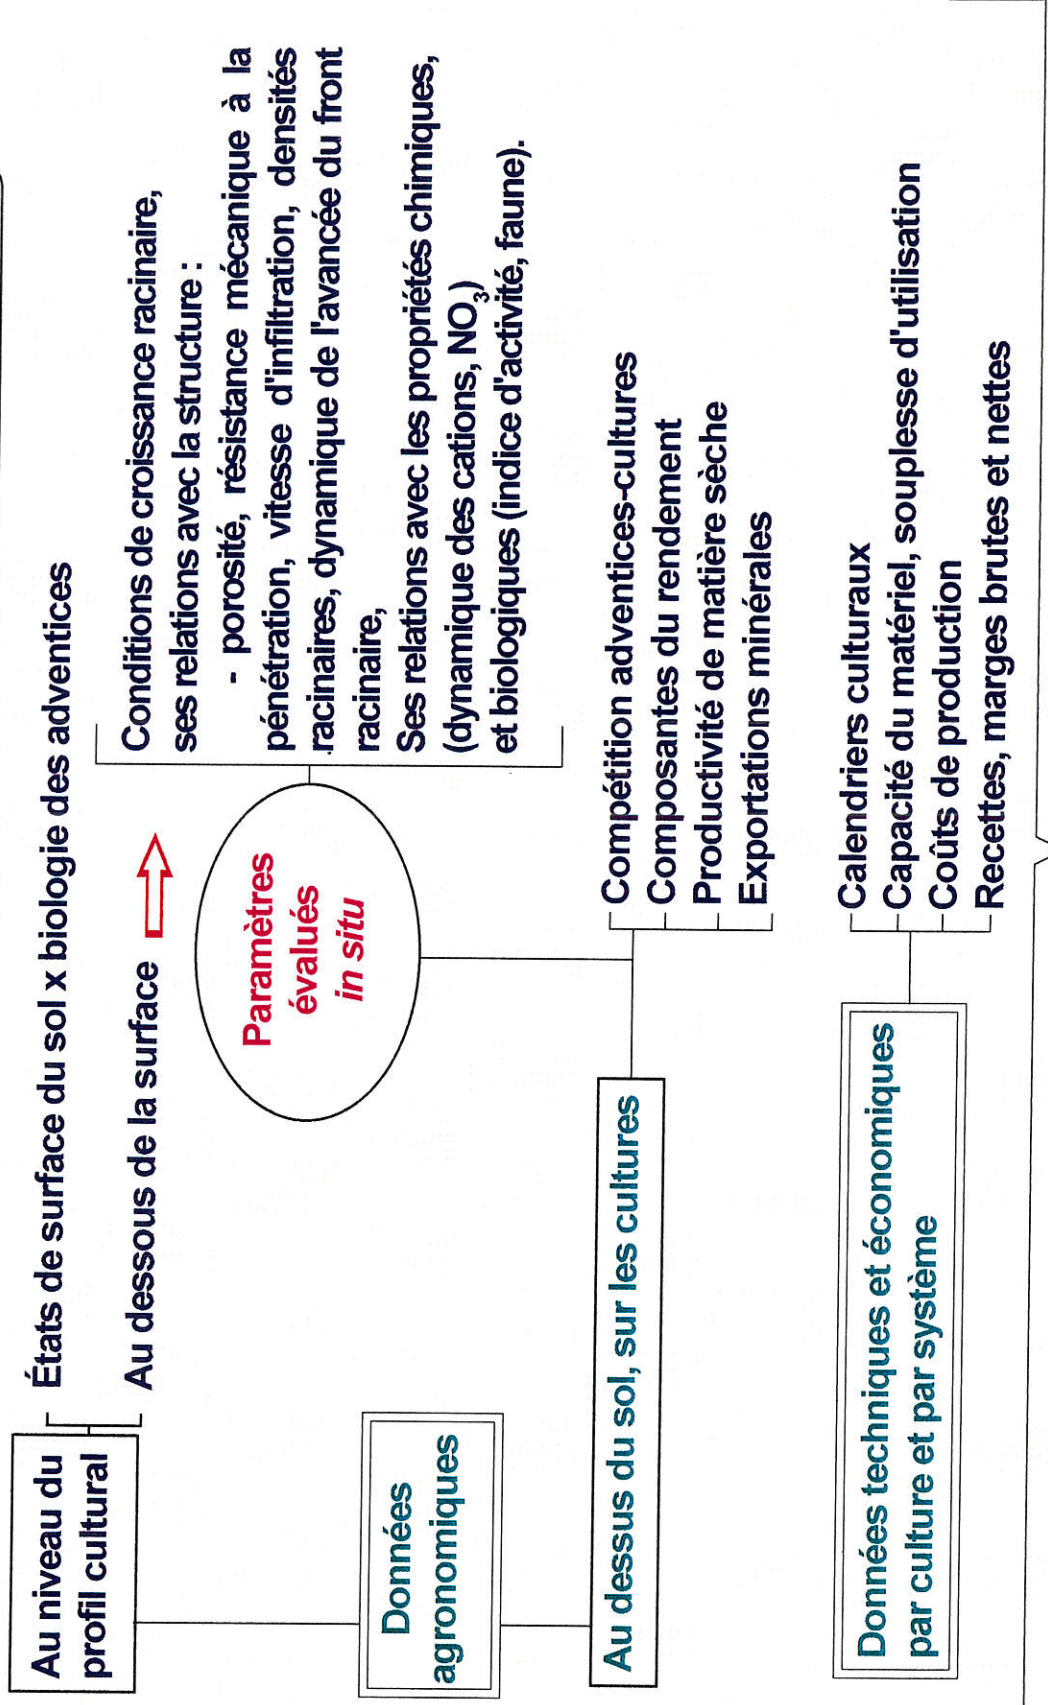 Au niveau du
profil cultural
États de surface du sol x biologie des adventices
Au dessous de la surface
Conditions de croissance racinaire,
ses relations avec la structure :
- porosité, résistance mécanique à la
pénétration, vitesse d'infiltration, densités
racinaires, dynamique de l'avancée du front
racinaire,
Ses relations avec les propriétés chimiques,
(dynamique des cations, NO₃)
et biologiques (indice d'activité, faune).
Paramètres
évalués
in situ
Données
agronomiques
Au dessus du sol, sur les cultures
Compétition adventices-cultures
Composantes du rendement
Productivité de matière sèche
Exportations minérales
Données techniques et économiques
par culture et par système
Calendriers culturaux
Capacité du matériel, souplesse d'utilisation
Coûts de production
Recettes, marges brutes et nettes